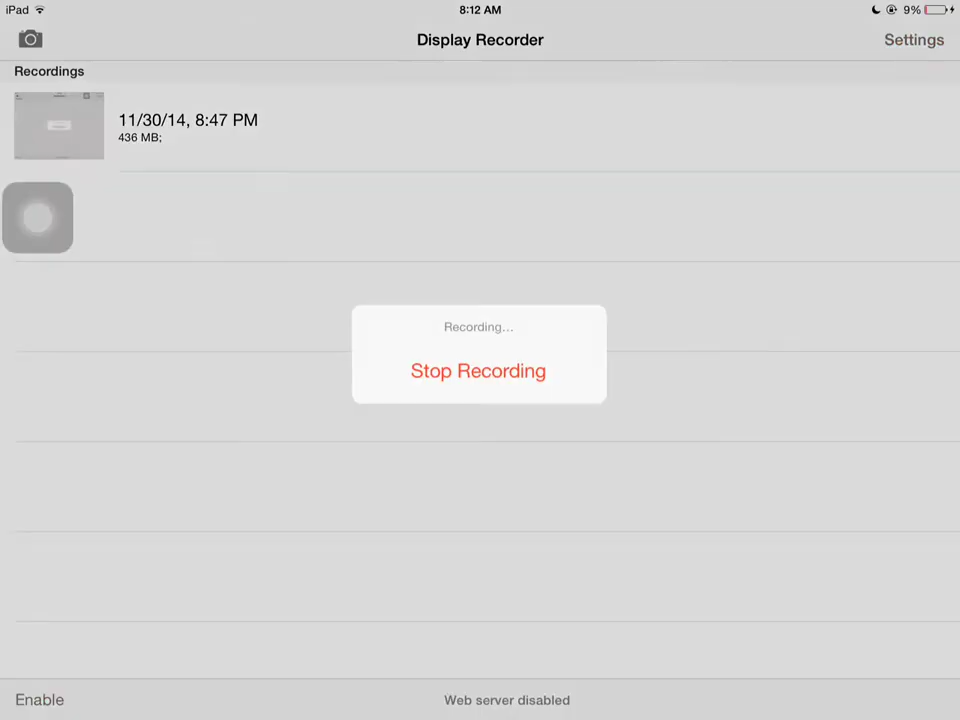 iPad 8:12 AM 9%
Display Recorder Settings
Recordings
11/30/14, 8:47 PM
436 MB;
Recording...
Stop Recording
Enable Web server disabled